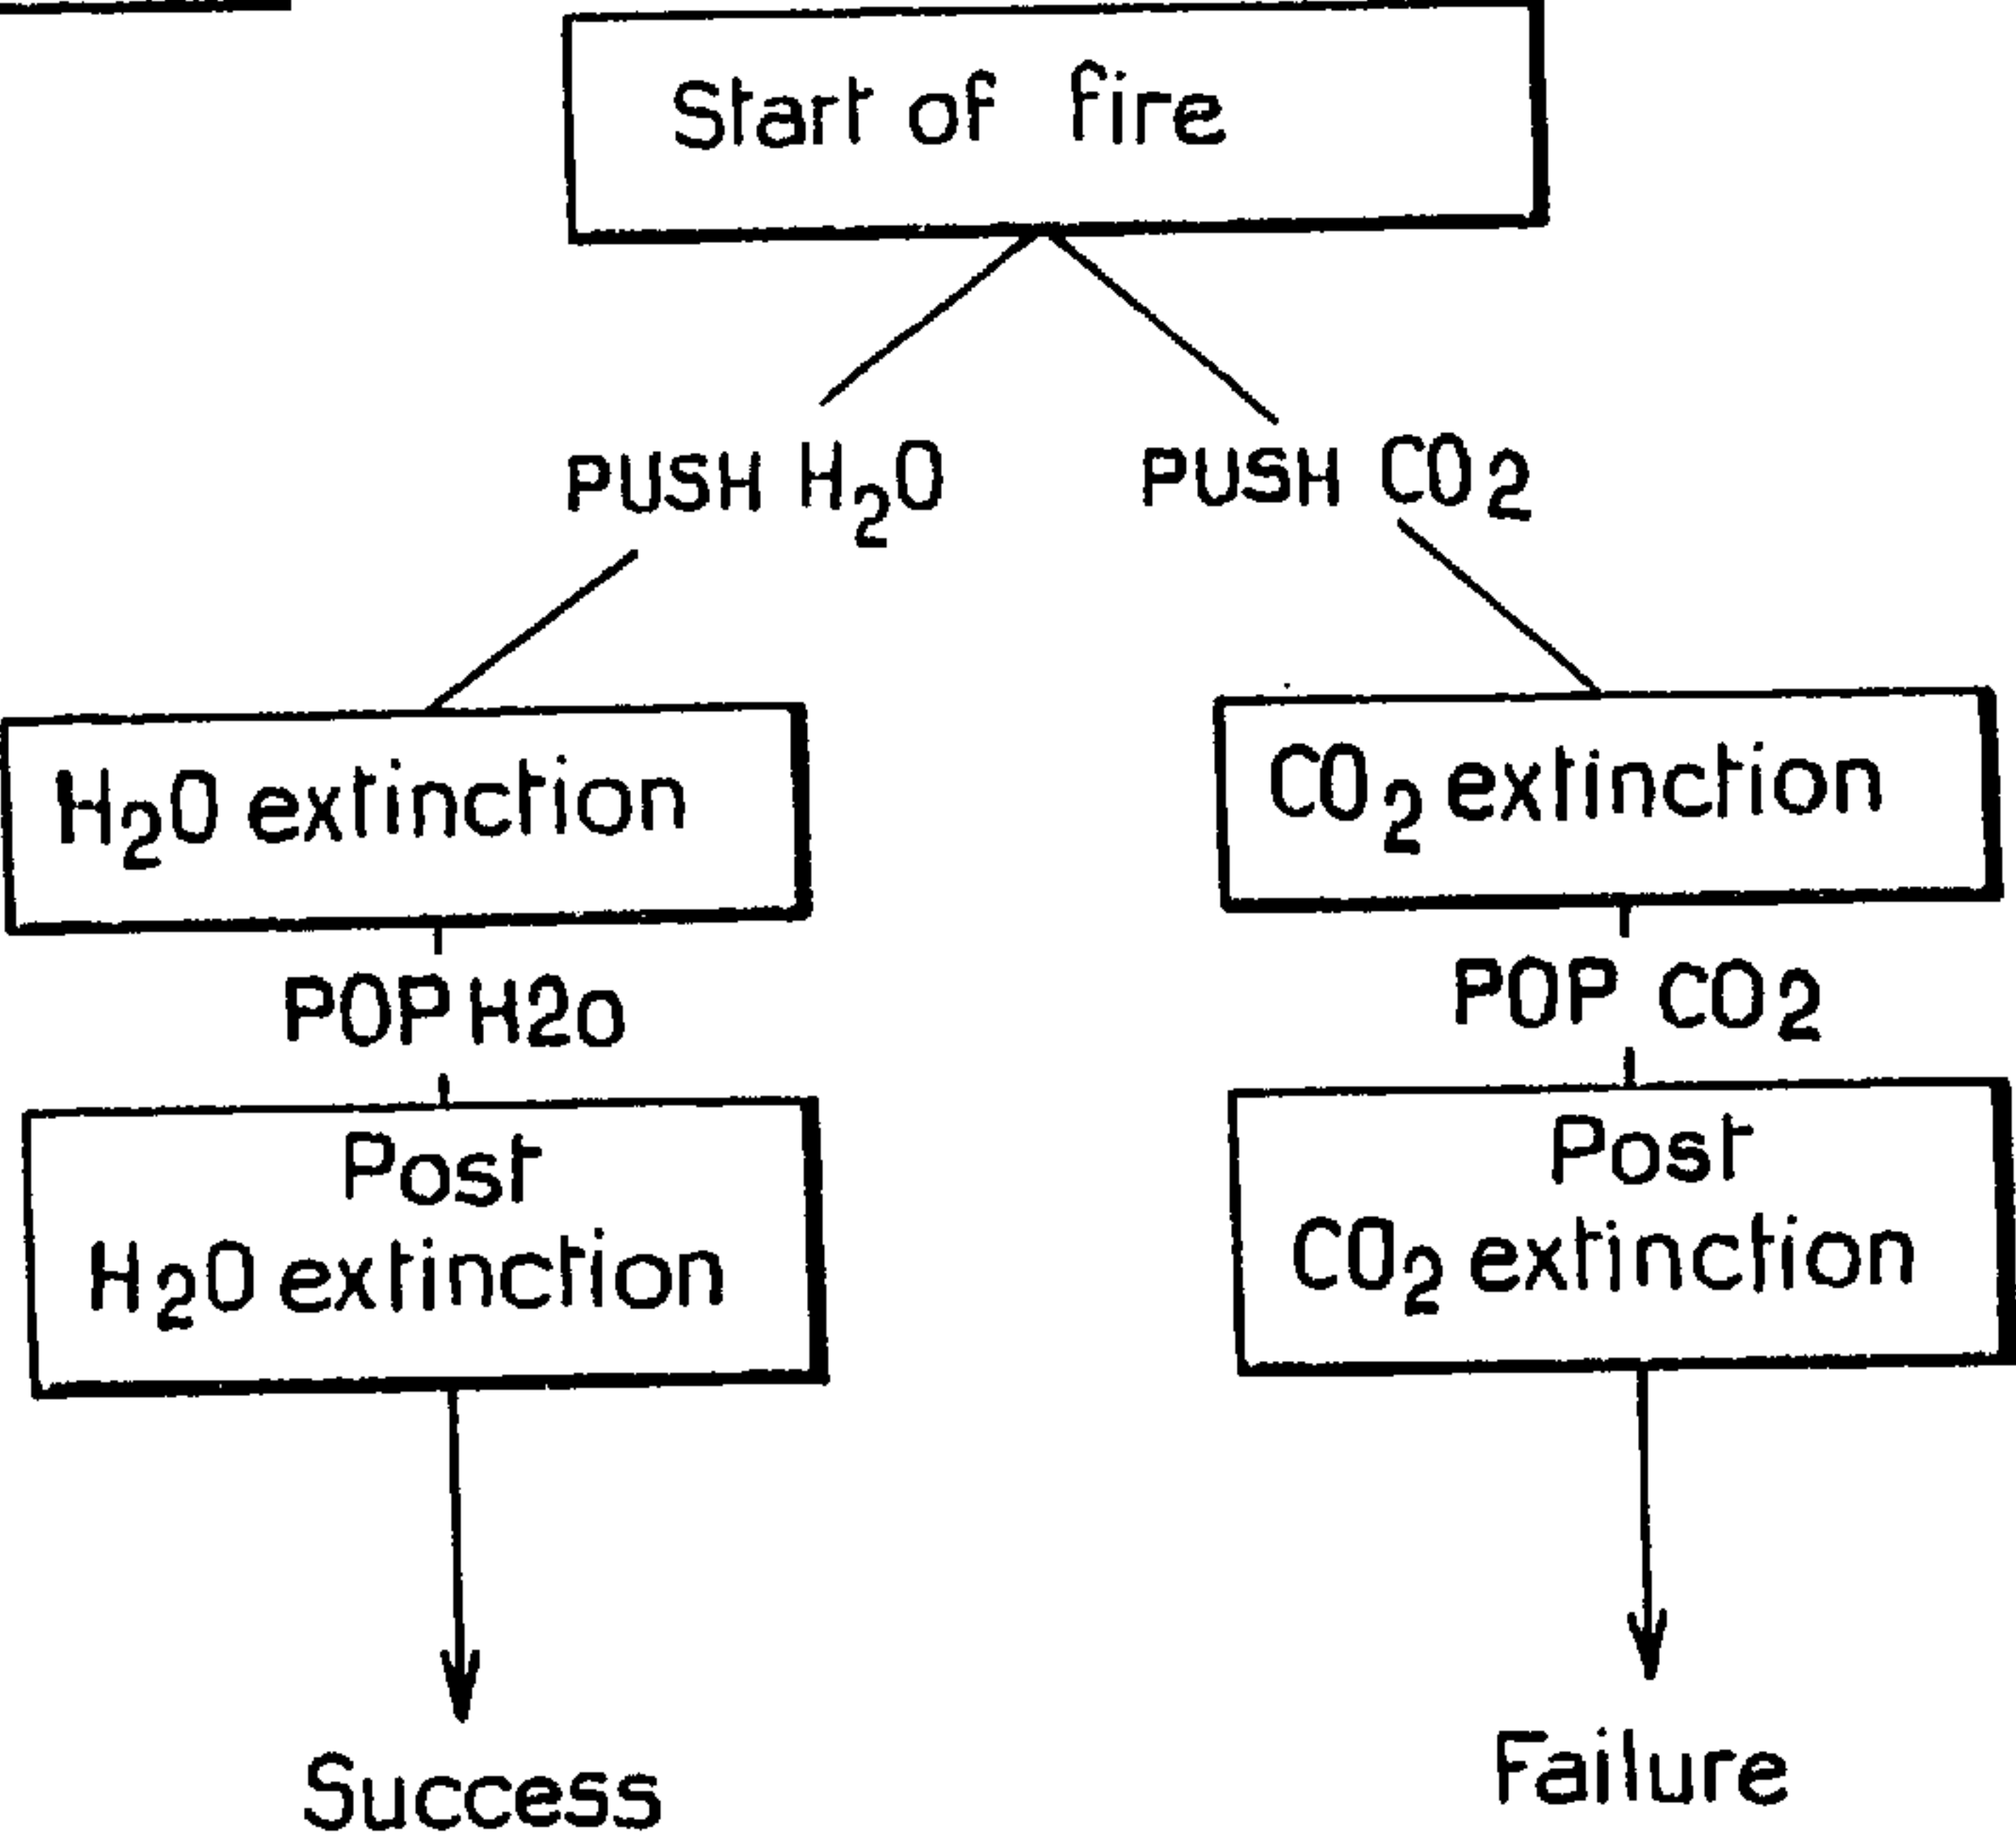 Start of fire
PUSH H₂O
PUSH CO₂
H₂O extinction
CO₂ extinction
POP H2O
POP CO₂
Post
H₂O extinction
Post
CO₂ extinction
Success
Failure